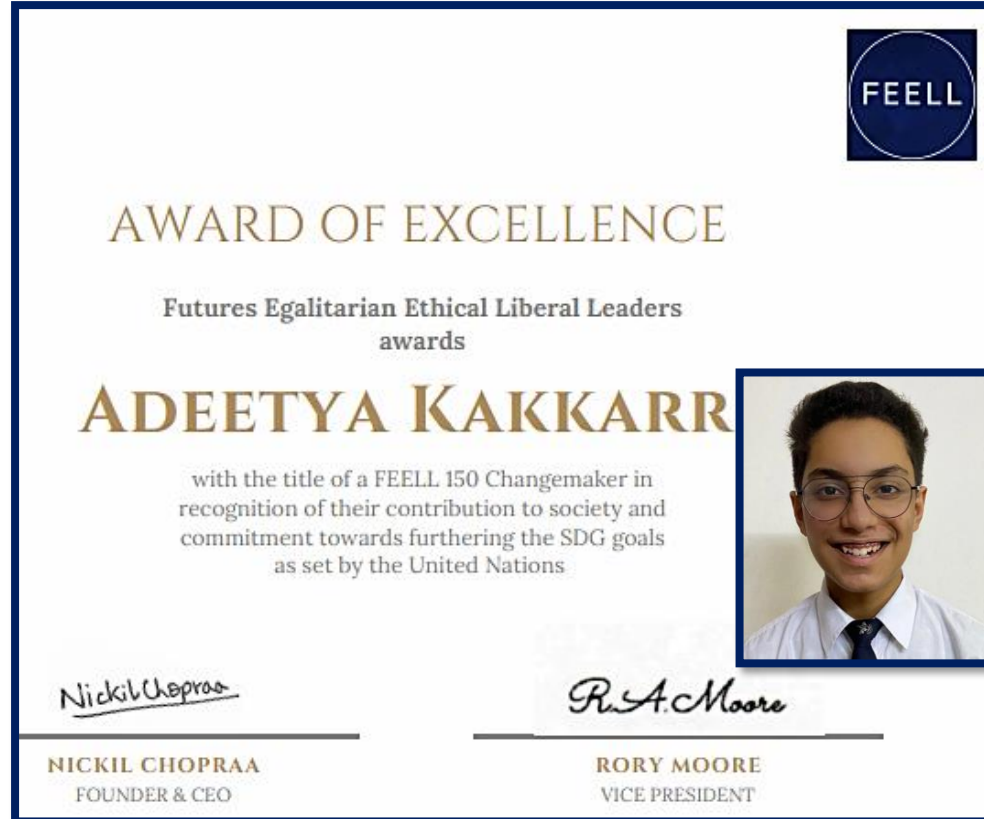 FEELL
AWARD OF EXCELLENCE
Futures Egalitarian Ethical Liberal Leaders
awards
ADEETYA KAKKARR
with the title of a FEELL 150 Changemaker in
recognition of their contribution to society and
commitment towards furthering the SDG goals
as set by the United Nations
Nickil Chopraa
R.A.Moore
NICKIL CHOPRAA
RORY MOORE
FOUNDER & CEO
VICE PRESIDENT